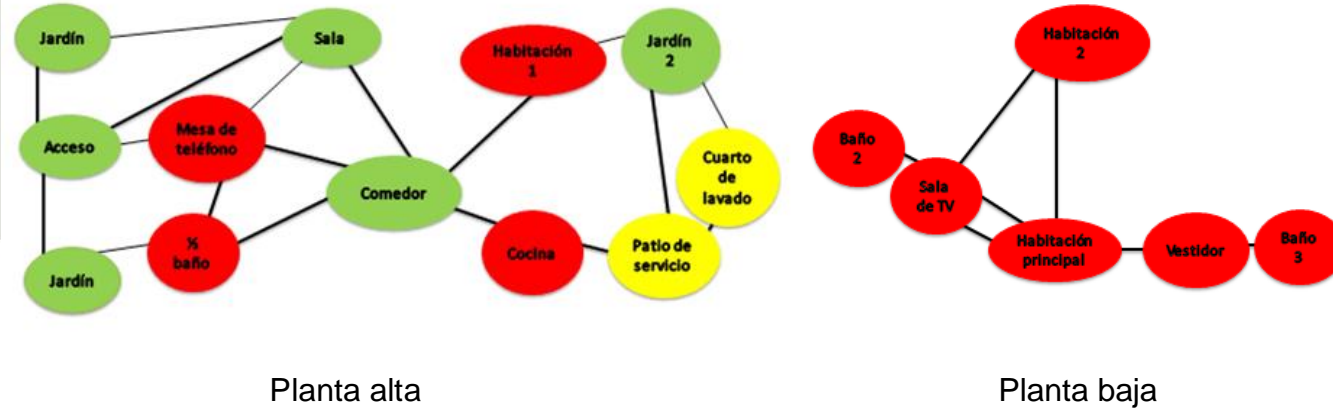 Jardín
Sala
Habitación
1
Jardín
2
Acceso
Mesa de
teléfono
Comedor
Cuarto
de
lavado
Jardín
½
baño
Cocina
Patio de
servicio
Habitación
2
Baño
2
Sala
de TV
Habitación
principal
Vestidor
Baño
3
Planta alta
Planta baja